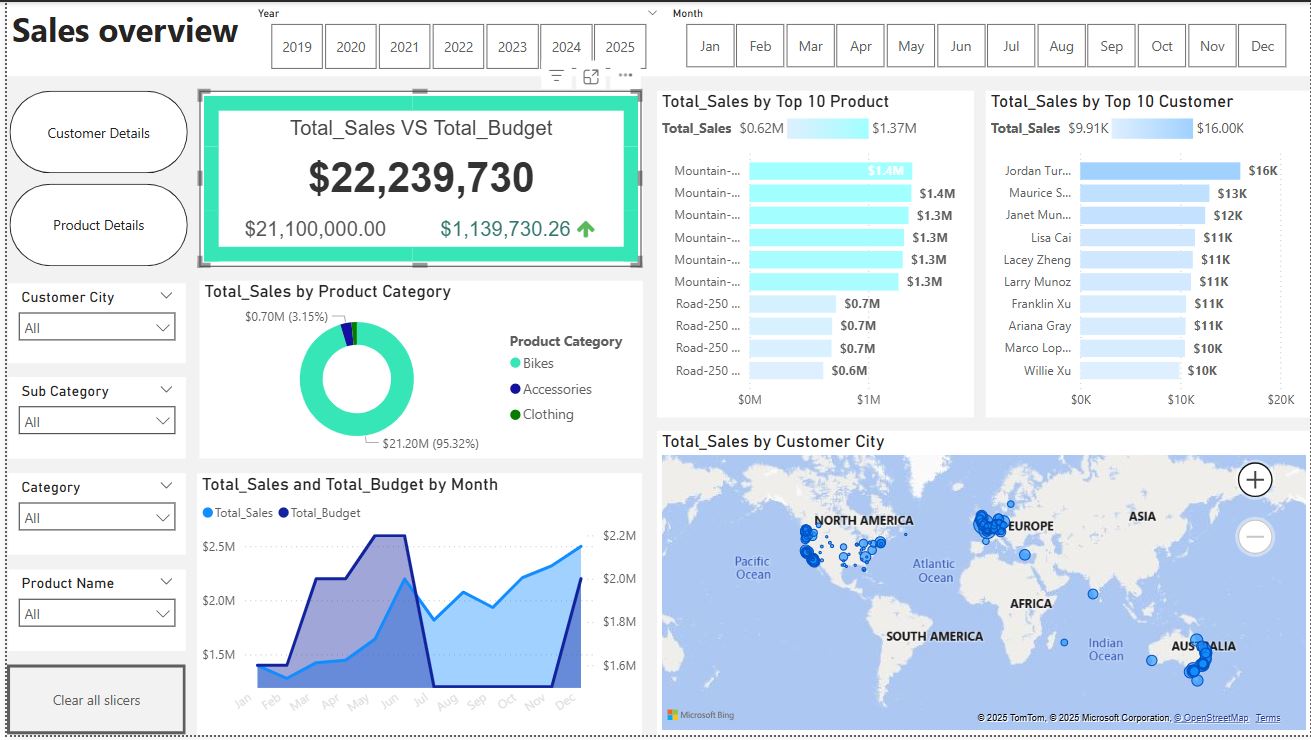 Sales overview
Year
2019 2020 2021 2022 2023 2024 2025
Month
Jan Feb Mar Apr May Jun Jul Aug Sep Oct Nov Dec
Customer Details
Product Details
Customer City
All
Sub Category
All
Category
All
Product Name
All
Clear all slicers
Total_Sales VS Total_Budget
$22,239,730
$21,100,000.00 $1,139,730.26
Total_Sales by Product Category
$0.70M (3.15%)
$21.20M (95.32%)
Product Category
Bikes
Accessories
Clothing
Total_Sales and Total_Budget by Month
Total_Sales Total_Budget
$2.5M
$2.0M
$1.5M
$2.2M
$2.0M
$1.8M
$1.6M
Jan Feb Mar Apr May Jun Jul Aug Sep Oct Nov Dec
Total_Sales by Top 10 Product
Total_Sales $0.62M $1.37M
Mountain-... $1.4M
Mountain-... $1.4M
Mountain-... $1.3M
Mountain-... $1.3M
Mountain-... $1.3M
Mountain-... $1.3M
Road-250 ... $0.7M
Road-250 ... $0.7M
Road-250 ... $0.7M
Road-250 ... $0.6M
$0M $1M
Total_Sales by Top 10 Customer
Total_Sales $9.91K $16.00K
Jordan Tur... $16K
Maurice S... $13K
Janet Mun... $12K
Lisa Cai $11K
Lacey Zheng $11K
Larry Munoz $11K
Franklin Xu $11K
Ariana Gray $11K
Marco Lop... $10K
Willie Xu $10K
$0K $10K $20K
Total_Sales by Customer City
NORTH AMERICA
EUROPE
ASIA
Pacific
Ocean
Atlantic
Ocean
AFRICA
SOUTH AMERICA
Indian
Ocean
AUSTRALIA
Microsoft Bing
© 2025 TomTom, © 2025 Microsoft Corporation, © OpenStreetMap Terms